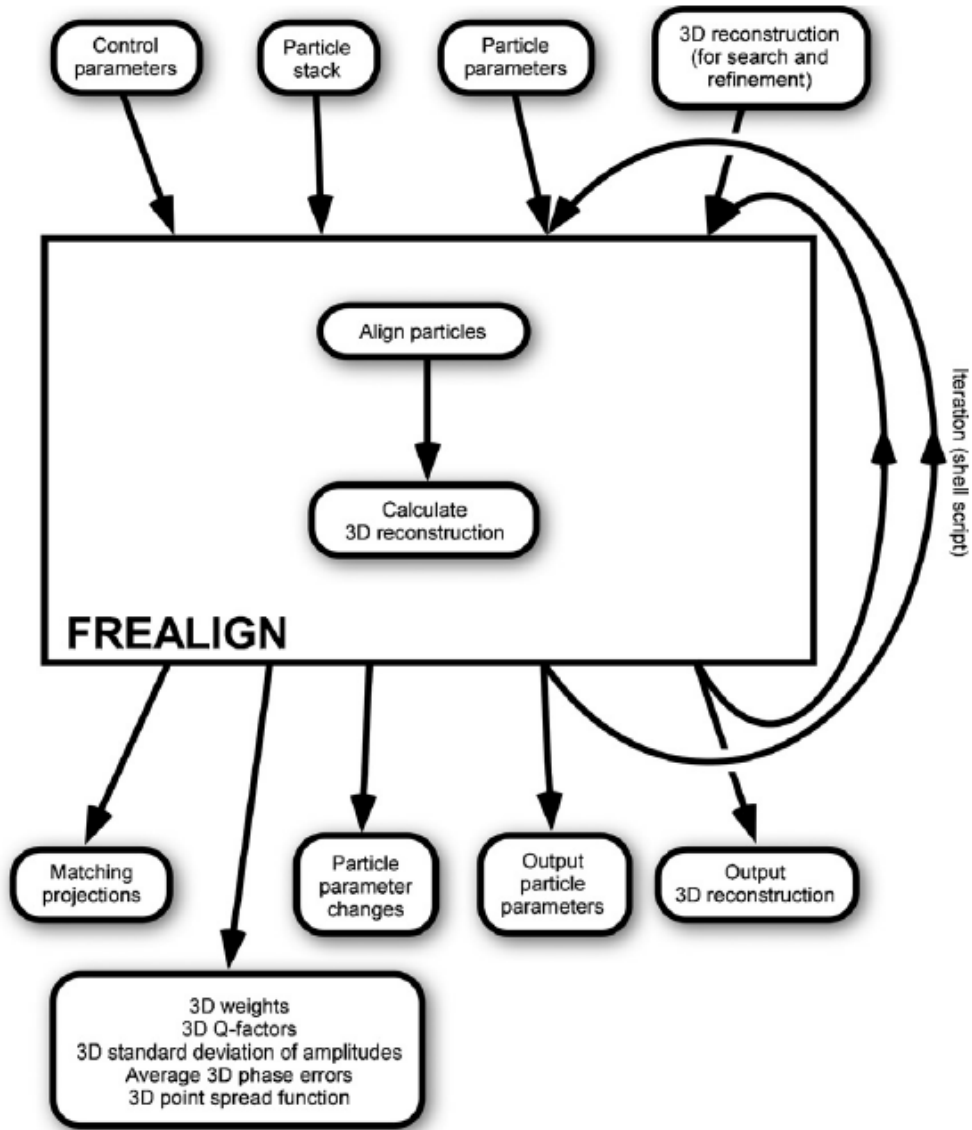 Control
parameters
Particle
stack
Particle
parameters
3D reconstruction
(for search and
refinement)
Align particles
Calculate
3D reconstruction
Iteration (shell script)
FREALIGN
Matching
projections
Particle
parameter
changes
Output
particle
parameters
Output
3D reconstruction
3D weights
3D Q-factors
3D standard deviation of amplitudes
Average 3D phase errors
3D point spread function